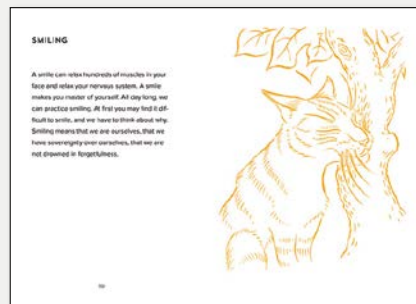 SMILING
A smile can relax hundreds of muscles in your
face and relax your nervous system. A smile
makes you master of yourself. All day long, we
can practice smiling. At first you may find it dif-
ficult to smile, and we have to think about why.
Smiling means that we are ourselves, that we
have sovereignty over ourselves, that we are
not drowned in forgetfulness.